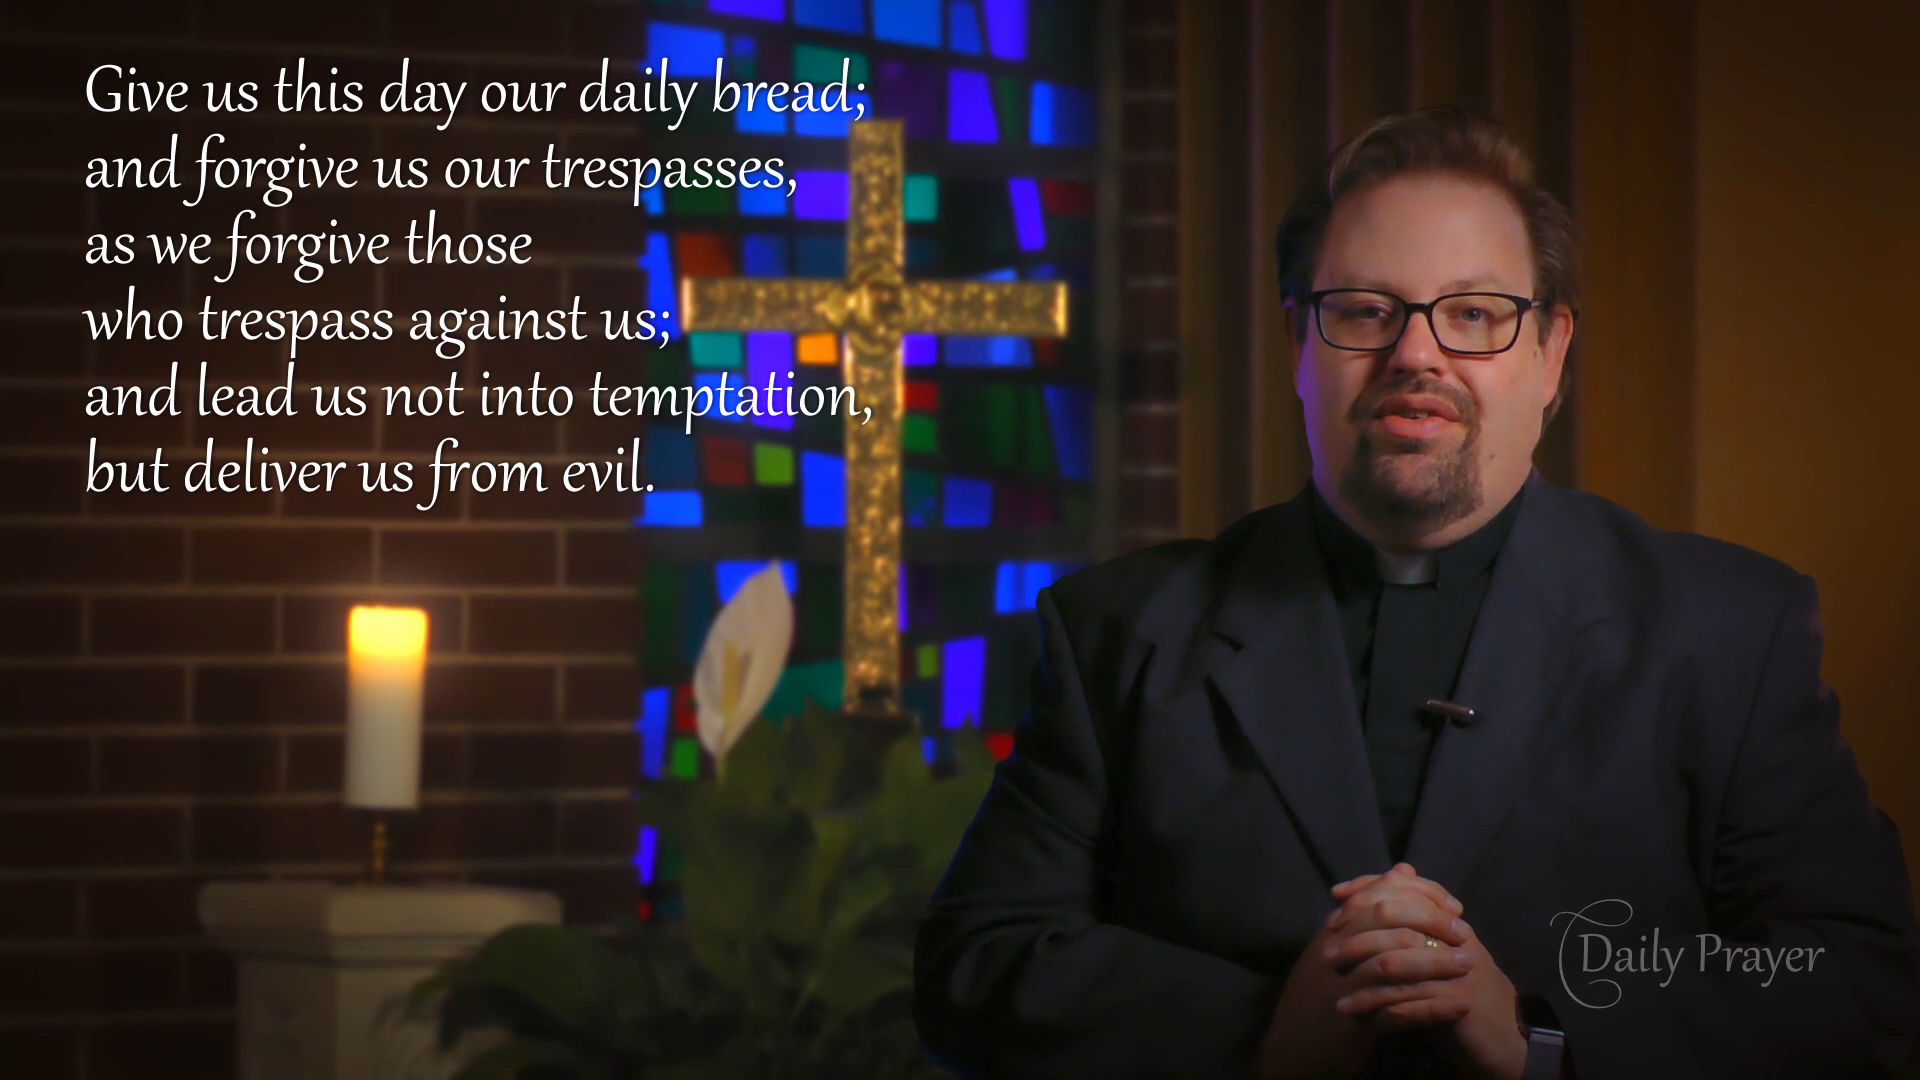 Give us this day our daily bread;
and forgive us our trespasses,
as we forgive those
who trespass against us;
and lead us not into temptation,
but deliver us from evil.
Daily Prayer